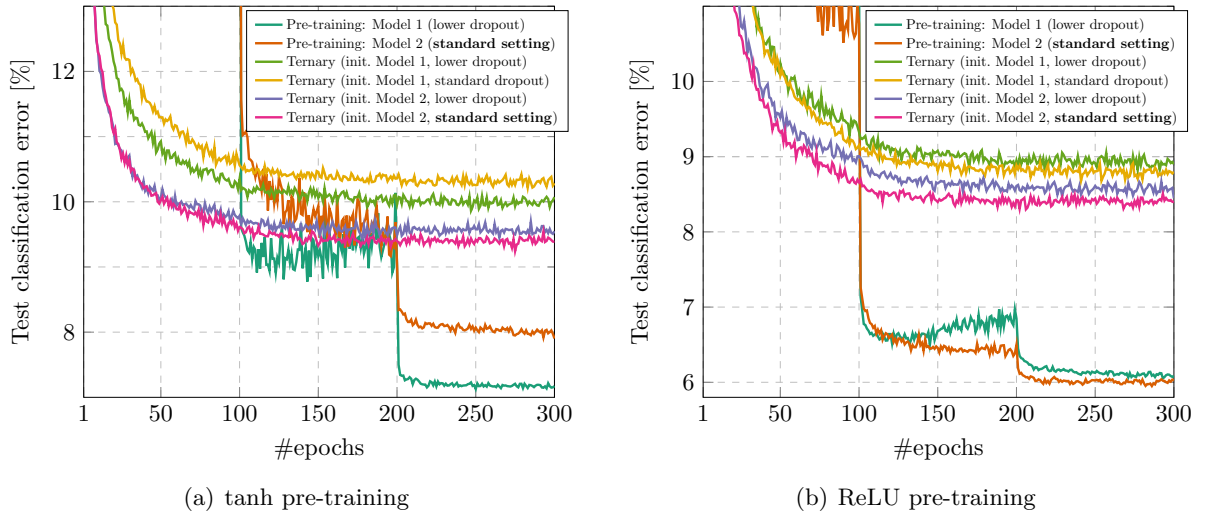 Pre-training: Model 1 (lower dropout)
Pre-training: Model 2 (standard setting)
Ternary (init. Model 1, lower dropout)
Ternary (init. Model 1, standard dropout)
Ternary (init. Model 2, lower dropout)
Ternary (init. Model 2, standard setting)
Test classification error [%]
12
10
8
1
50
100
150
200
250
300
#epochs
(a) tanh pre-training
Pre-training: Model 1 (lower dropout)
Pre-training: Model 2 (standard setting)
Ternary (init. Model 1, lower dropout)
Ternary (init. Model 1, standard dropout)
Ternary (init. Model 2, lower dropout)
Ternary (init. Model 2, standard setting)
Test classification error [%]
10
9
8
7
6
1
50
100
150
200
250
300
#epochs
(b) ReLU pre-training